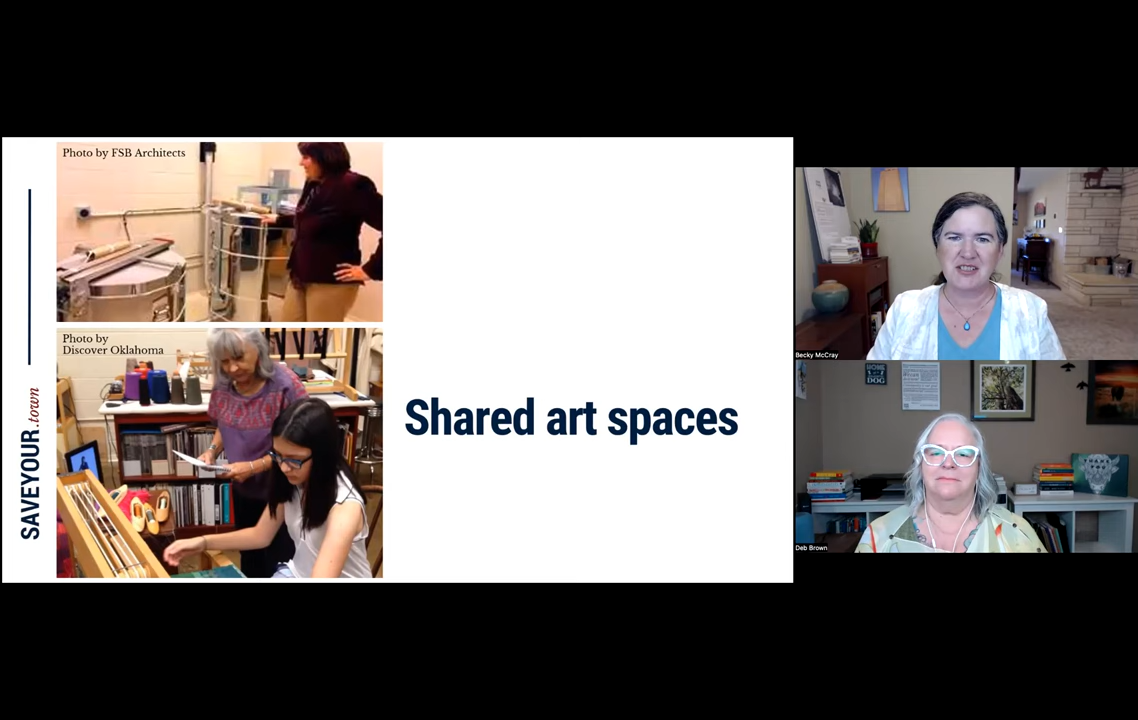 Photo by FSB Architects
Photo by
Discover Oklahoma
SAVEYOUR.town
Shared art spaces
Becky McCray
Deb Brown